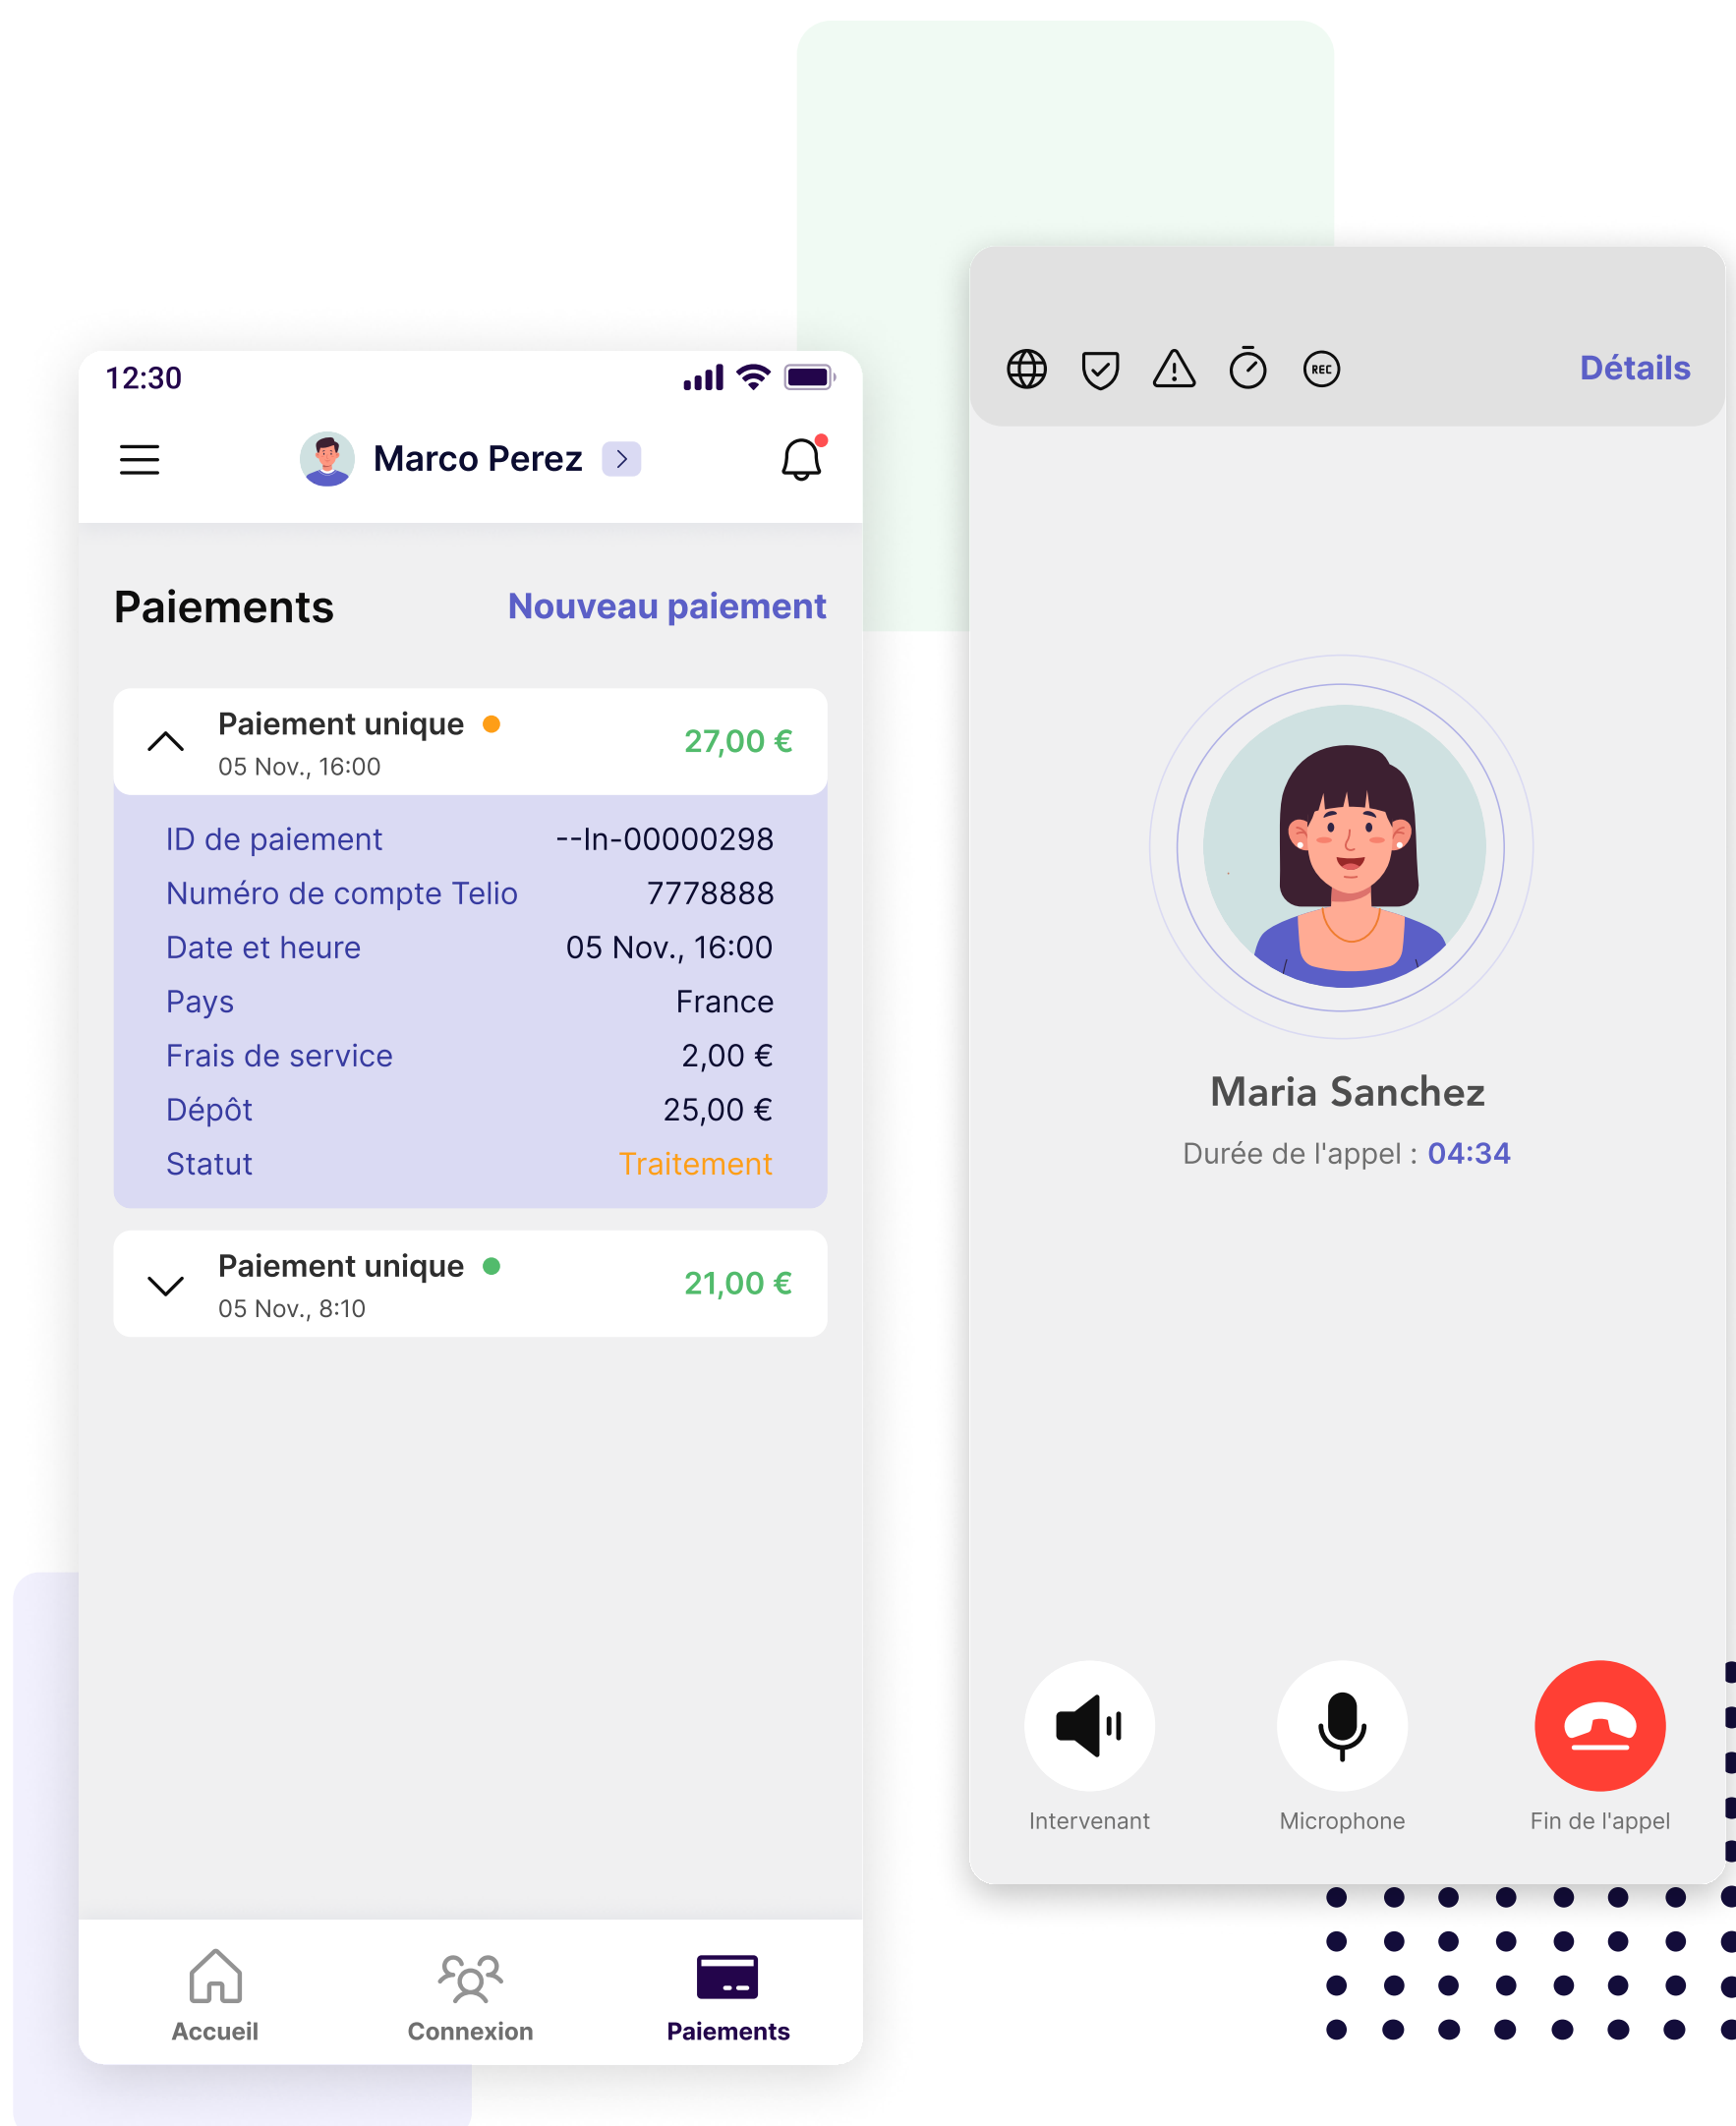 12:30
Marco Perez
Paiements
Nouveau paiement
Paiement unique
05 Nov., 16:00
27,00 €
ID de paiement --In-00000298
Numéro de compte Telio 7778888
Date et heure 05 Nov., 16:00
Pays France
Frais de service 2,00 €
Dépôt 25,00 €
Statut Traitement
Paiement unique
05 Nov., 8:10
21,00 €
Accueil Connexion Paiements
REC
Détails
Maria Sanchez
Durée de l'appel : 04:34
Intervenant Microphone Fin de l'appel